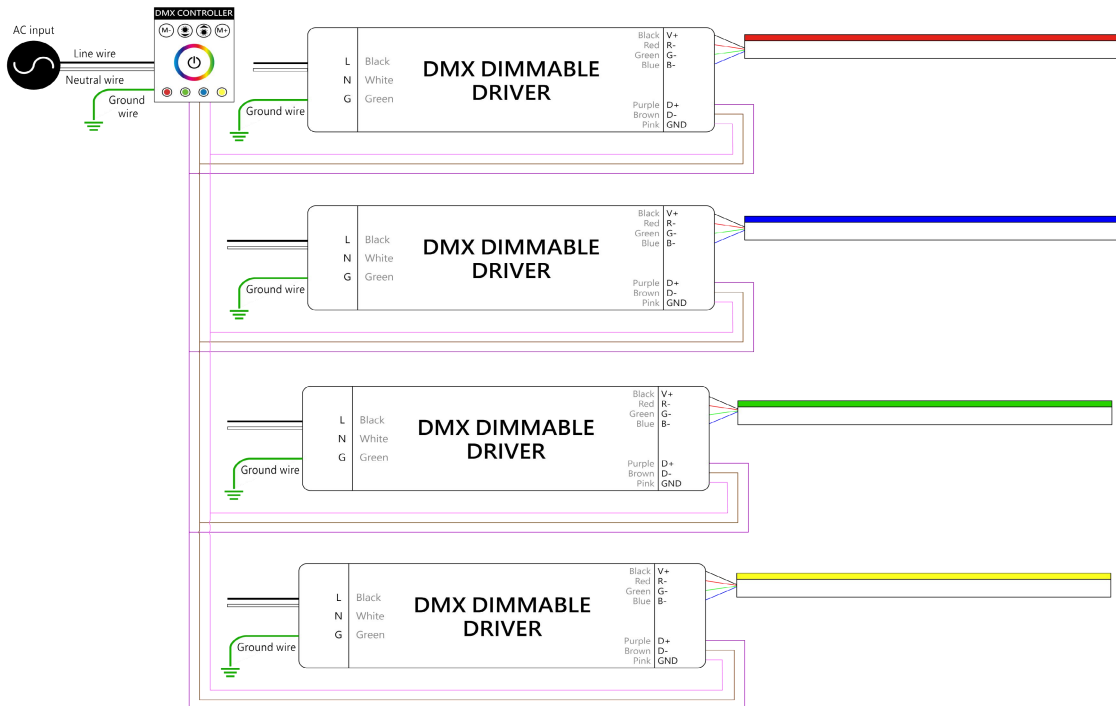 DMX CONTROLLER
M-
M+
AC input
Line wire
Neutral wire
Ground
wire
L Black
N White
G Green
Ground wire
DMX DIMMABLE
DRIVER
Black V+
Red R-
Green G-
Blue B-
Purple D+
Brown D-
Pink GND
L Black
N White
G Green
Ground wire
DMX DIMMABLE
DRIVER
Black V+
Red R-
Green G-
Blue B-
Purple D+
Brown D-
Pink GND
L Black
N White
G Green
Ground wire
DMX DIMMABLE
DRIVER
Black V+
Red R-
Green G-
Blue B-
Purple D+
Brown D-
Pink GND
L Black
N White
G Green
Ground wire
DMX DIMMABLE
DRIVER
Black V+
Red R-
Green G-
Blue B-
Purple D+
Brown D-
Pink GND